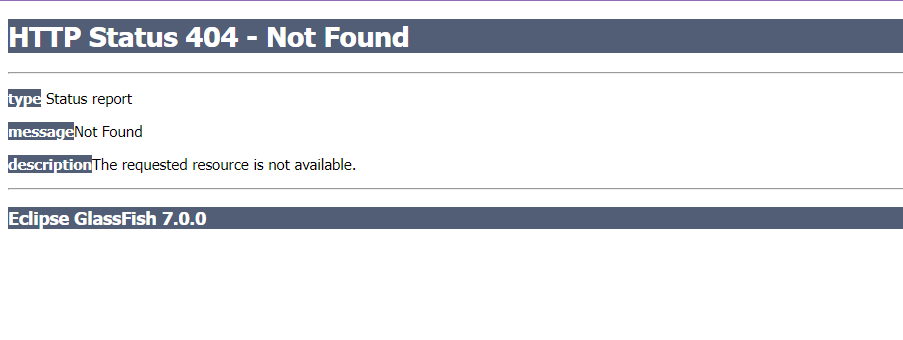 HTTP Status 404 - Not Found
type Status report
messageNot Found
descriptionThe requested resource is not available.
Eclipse GlassFish 7.0.0